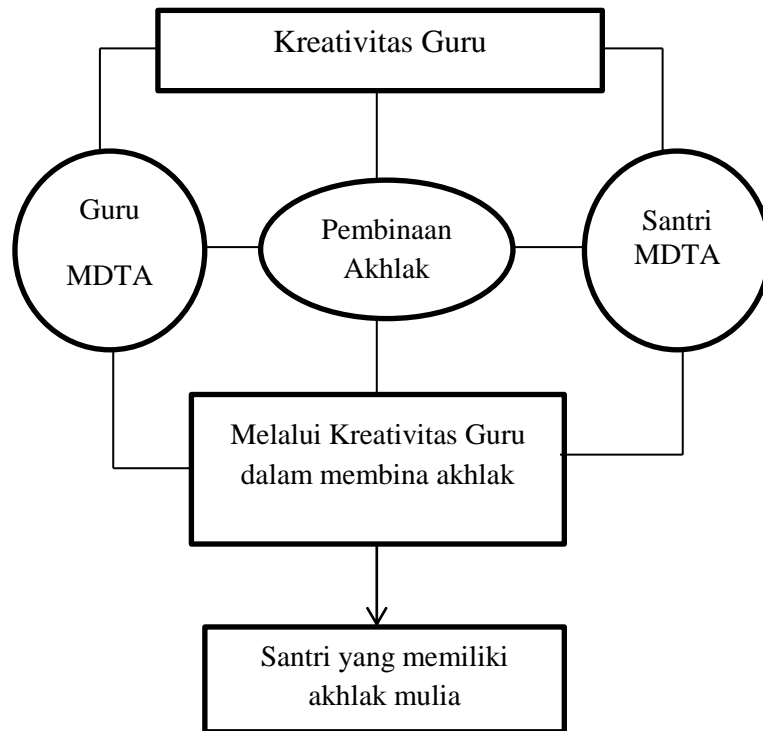 Kreativitas Guru
Guru
MDTA
Pembinaan
Akhlak
Santri
MDTA
Melalui Kreativitas Guru
dalam membina akhlak
Santri yang memiliki
akhlak mulia